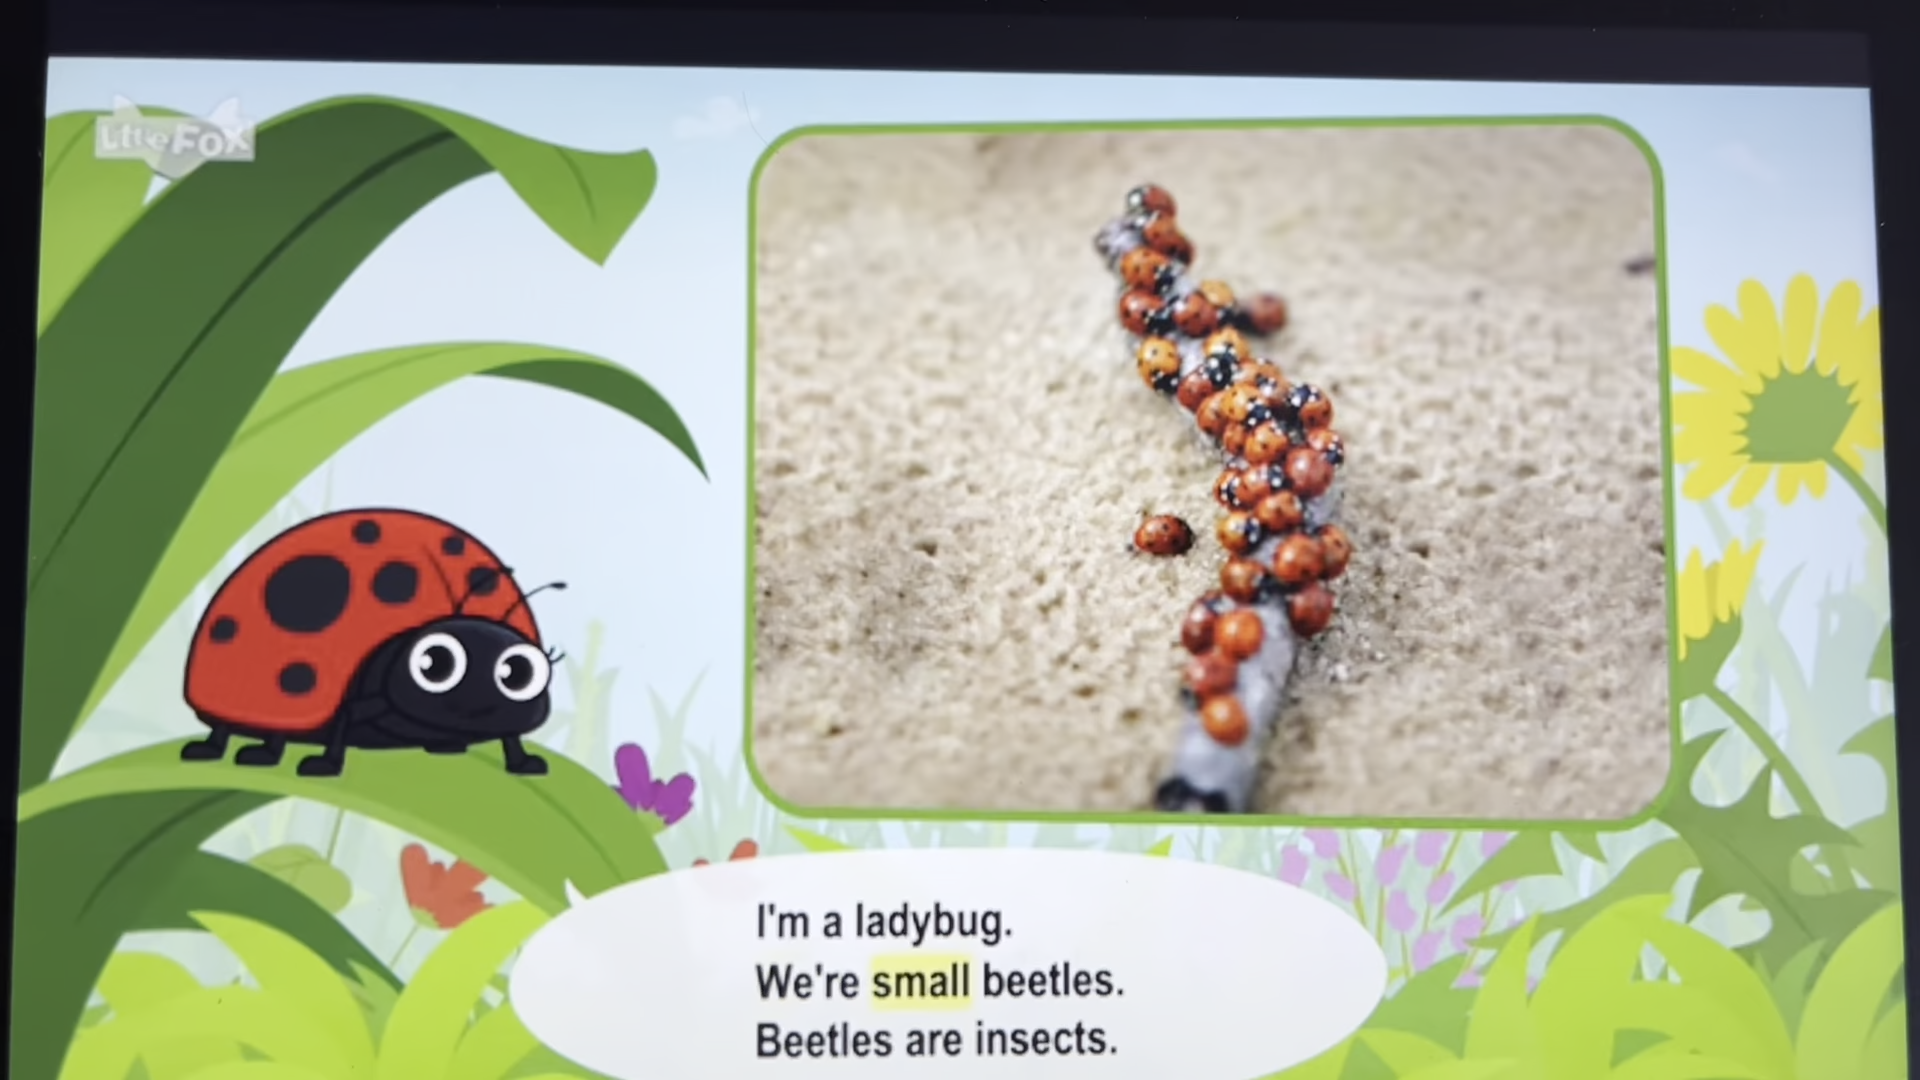 Little Fox
I'm a ladybug.
We're small beetles.
Beetles are insects.